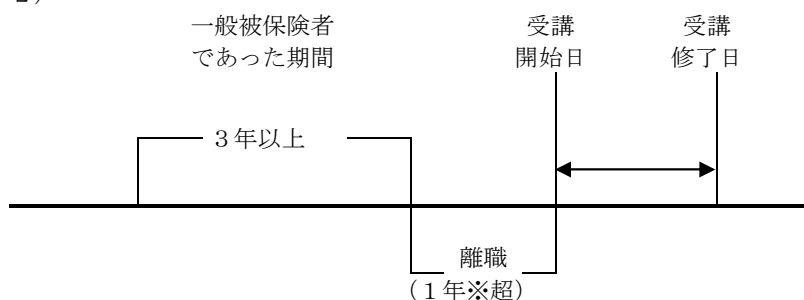 2)
一般被保険者
であった期間
受講
開始日
受講
修了日
3年以上
離職
(1年※超)